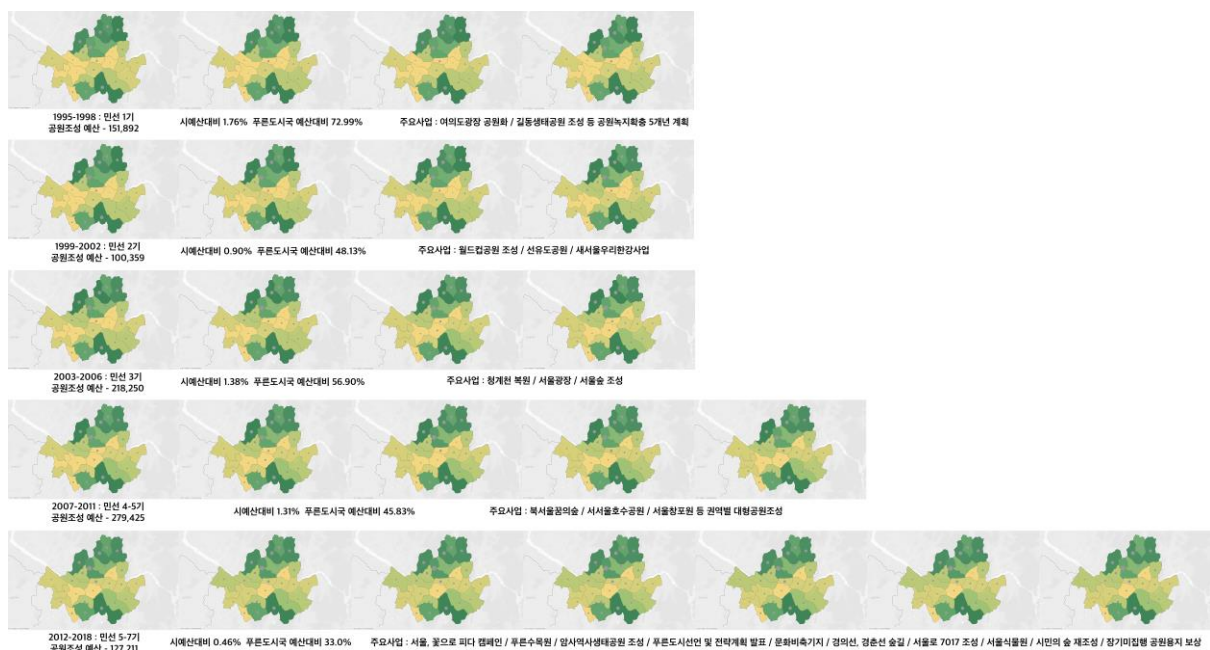 1995-1998 : 민선 1기
공원조성 예산 - 151,892
시예산대비 1.76% 푸른도시국 예산대비 72.99%
주요사업 : 여의도광장 공원화 / 길동생태공원 조성 등 공원녹지확충 5개년 계획
1999-2002 : 민선 2기
공원조성 예산 - 100,359
시예산대비 0.90% 푸른도시국 예산대비 48.13%
주요사업 : 월드컵공원 조성 / 선유도공원 / 새서울우리한강사업
2003-2006 : 민선 3기
공원조성 예산 - 218,250
시예산대비 1.38% 푸른도시국 예산대비 56.90%
주요사업 : 청계천 복원 / 서울광장 / 서울숲 조성
2007-2011 : 민선 4-5기
공원조성 예산 - 279,425
시예산대비 1.31% 푸른도시국 예산대비 45.83%
주요사업 : 북서울꿈의숲 / 서서울호수공원 / 서울창포원 등 권역별 대형공원조성
2012-2018 : 민선 5-7기
공원조성 예산 - 127,211
시예산대비 0.46% 푸른도시국 예산대비 33.0%
주요사업 : 서울, 꽃으로 피다 캠페인 / 푸른수목원 / 암사역사생태공원 조성 / 푸른도시선언 및 전략계획 발표 / 문화비축기지 / 경의선, 경춘선 숲길 / 서울로 7017 조성 / 서울식물원 / 시민의 숲 재조성 / 장기미집행 공원용지 보상